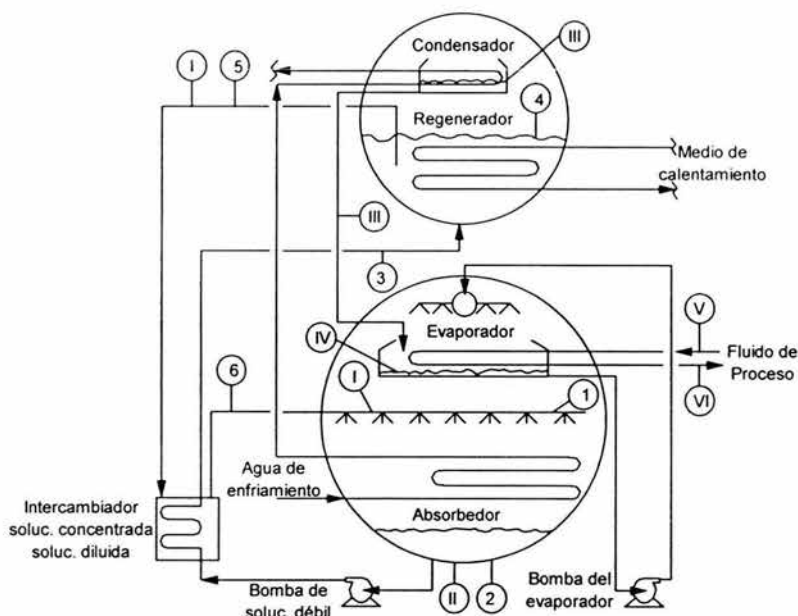 Condensador
III
I
5
Regenerador
4
Medio de
calentamiento
III
3
Evaporador
V
IV
Fluido de
Proceso
I
1
VI
6
Agua de
enfriamiento
Intercambiador
soluc. concentrada
soluc. diluida
Absorbedor
Bomba de
soluc. débil
II
2
Bomba del
evaporador